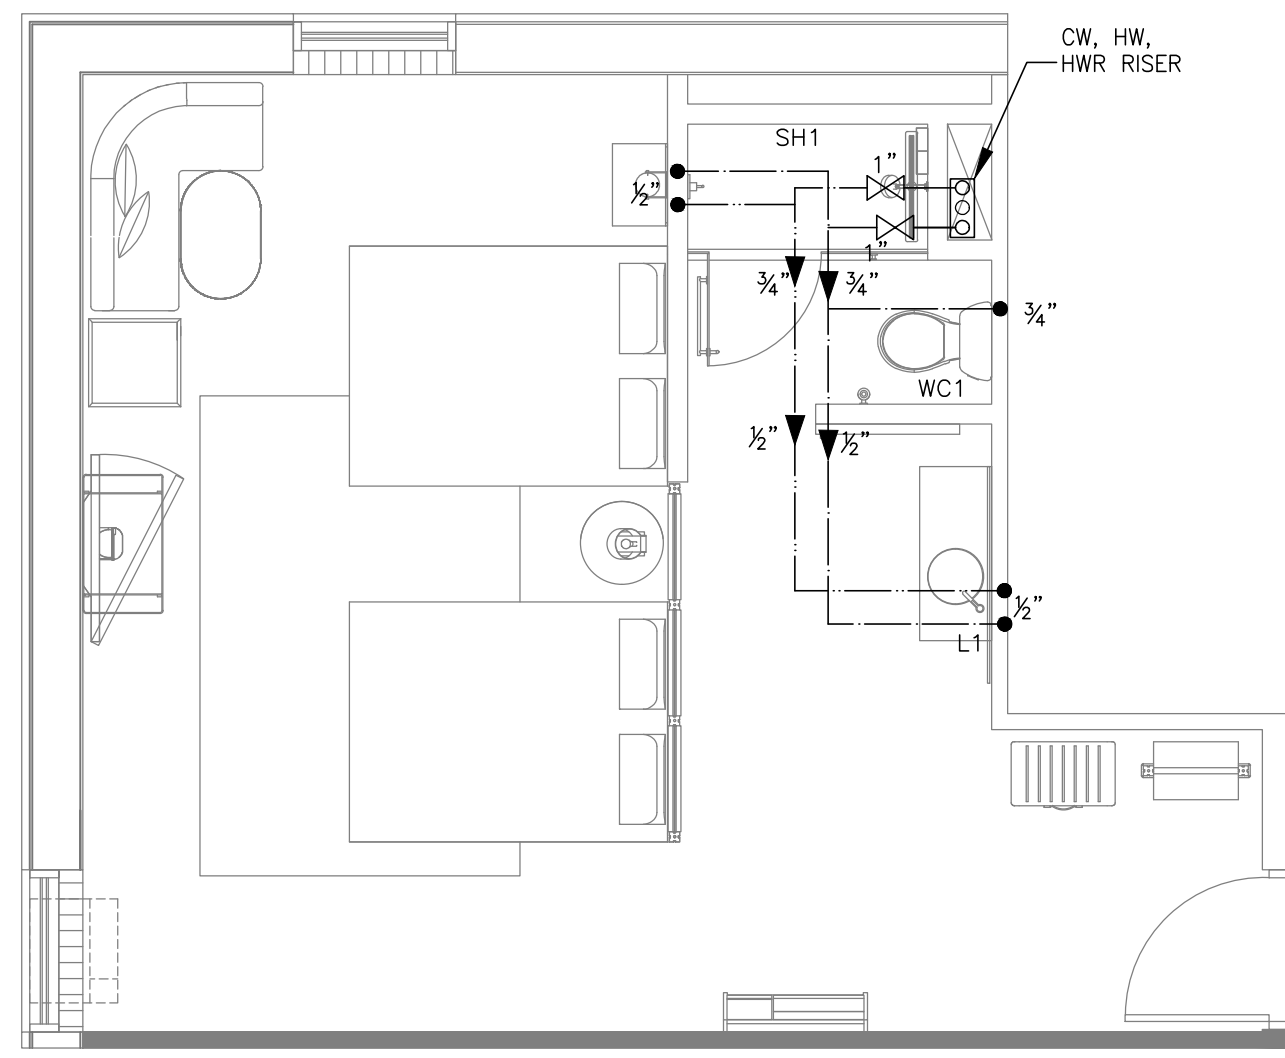 CW, HW,
HWR RISER
SH1
1"
½"
1"
¾"
¾"
¾"
WC1
½"
½"
½"
L1